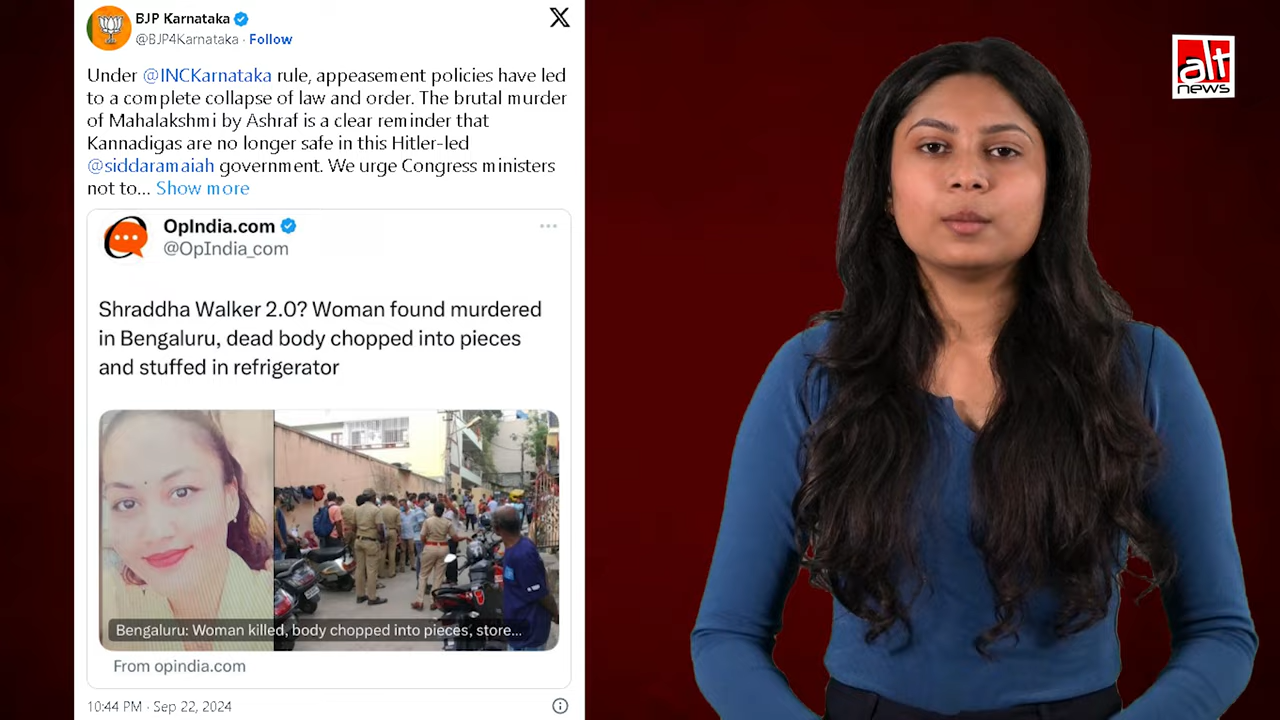 BJP Karnataka
@BJP4Karnataka · Follow
Under @INCKarnataka rule, appeasement policies have led
to a complete collapse of law and order. The brutal murder
of Mahalakshmi by Ashraf is a clear reminder that
Kannadigas are no longer safe in this Hitler-led
@siddaramaiah government. We urge Congress ministers
not to... Show more
OpIndia.com
@OpIndia_com
Shraddha Walker 2.0? Woman found murdered
in Bengaluru, dead body chopped into pieces
and stuffed in refrigerator
Bengaluru: Woman killed, body chopped into pieces, store...
From opindia.com
10:44 PM · Sep 22, 2024
alt
news